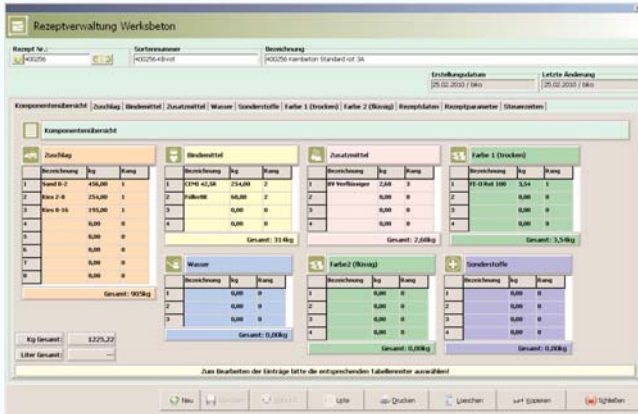 Rezeptverwaltung Werksbeton
Rezept Nr.: Sortennummer Bezeichnung
400256 400256-KB-rot 400256 Kernbeton Standard rot 3A
Erstellungsdatum Letzte Änderung
25.02.2010 / bko 25.02.2010 / bko
Komponentenübersicht Zuschlag Bindemittel Zusatzmittel Wasser Sonderstoffe Farbe 1 (trocken) Farbe 2 (flüssig) Rezeptdaten Rezeptparameter Steuerzeiten
Komponentenübersicht
Zuschlag
Bezeichnung kg Rang
1 Sand 0-2 456,00 1
2 Kies 2-8 254,00 1
3 Kies 8-16 195,00 1
4 0,00 0
5 0,00 0
6 0,00 0
7 0,00 0
8 0,00 0
Gesamt: 905kg
Bindemittel
Bezeichnung kg Rang
1 CEMI 42,5R 254,00 2
2 Füller 60,00 2
3 0,00 0
4 0,00 0
Gesamt: 314kg
Zusatzmittel
Bezeichnung kg Rang
1 BV Verflüssiger 2,68 3
2 0,00 0
3 0,00 0
4 0,00 0
Gesamt: 2,68kg
Farbe 1 (trocken)
Bezeichnung kg Rang
1 FE-O Rot 100 3,54 1
2 0,00 0
3 0,00 0
4 0,00 0
Gesamt: 3,54kg
Wasser
Bezeichnung kg Rang
1 0,00 0
2 0,00 0
3 0,00 0
Gesamt: 0,00kg
Farbe2 (flüssig)
Bezeichnung kg Rang
1 0,00 0
2 0,00 0
3 0,00 0
4 0,00 0
Gesamt: 0,00kg
Sonderstoffe
Bezeichnung kg Rang
1 0,00 0
2 0,00 0
3 0,00 0
4 0,00 0
Gesamt: 0,00kg
Kg Gesamt: 1225,22
Liter Gesamt: ---
Zum Bearbeiten der Einträge bitte die entsprechenden Tabellenreiter auswählen!
Neu Liste Drucken Loeschen Kopieren Schließen